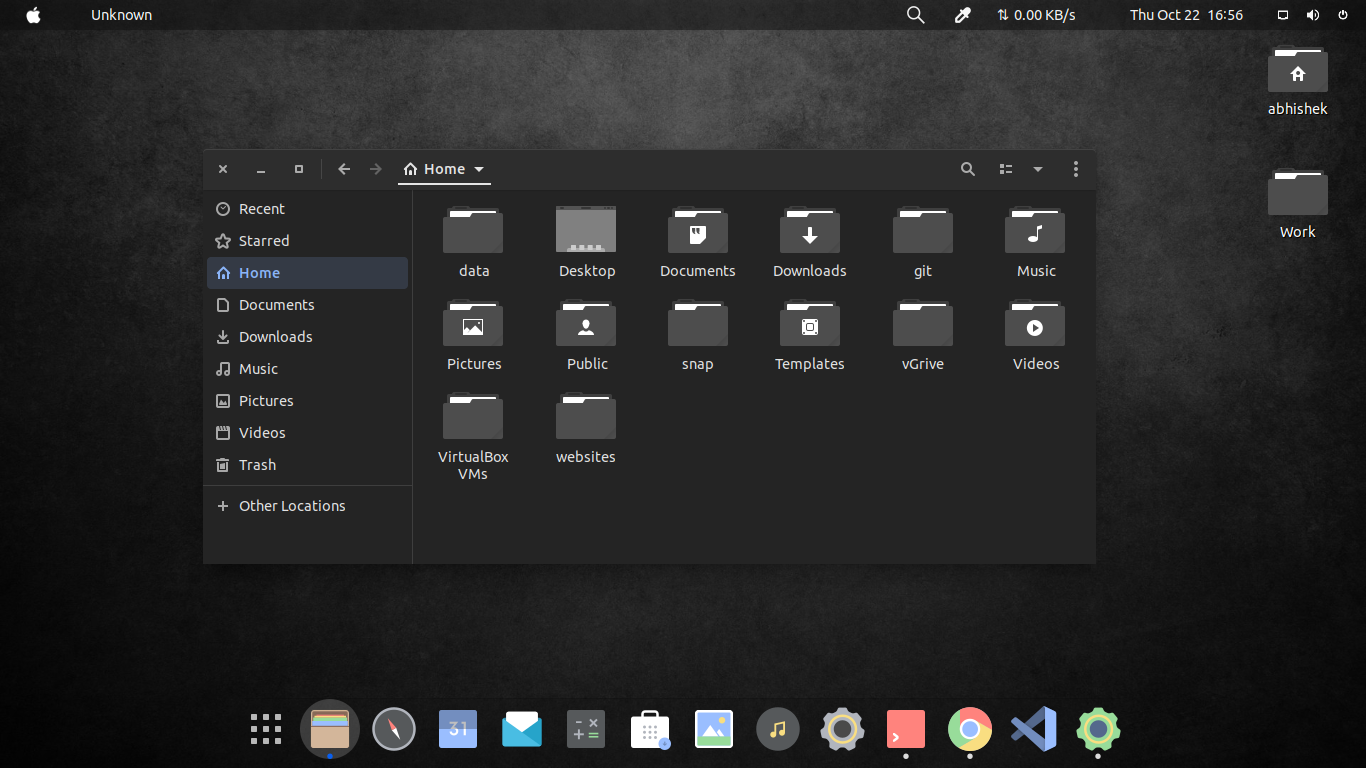 Unknown
0.00 KB/s
Thu Oct 22 16:56
abhishek
Work
Home
Recent
Starred
Home
Documents
Downloads
Music
Pictures
Videos
Trash
Other Locations
data
Desktop
Documents
Downloads
git
Music
Pictures
Public
snap
Templates
vGrive
Videos
VirtualBox
VMs
websites
31